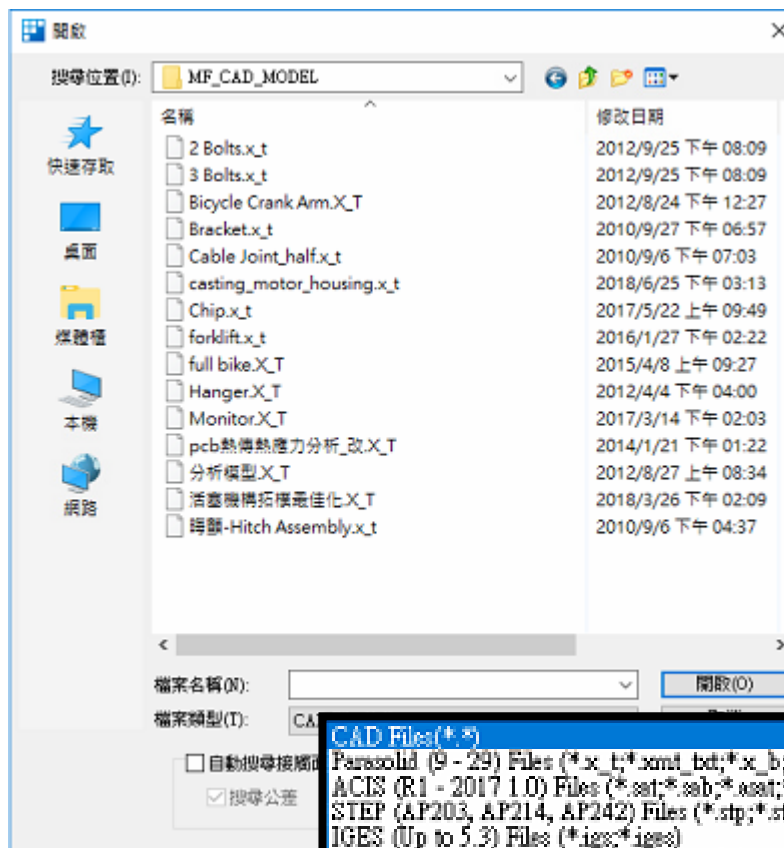 開啟
搜尋位置(I):
MF_CAD_MODEL
名稱 修改日期
2 Bolts.x_t 2012/9/25 下午 08:09
3 Bolts.x_t 2012/9/25 下午 08:09
Bicycle Crank Arm.X_T 2012/8/24 下午 12:27
Bracket.x_t 2010/9/27 下午 06:57
Cable Joint_half.x_t 2010/9/6 下午 07:03
casting_motor_housing.x_t 2018/6/25 下午 03:13
Chip.x_t 2017/5/22 上午 09:49
forklift.x_t 2016/1/27 下午 02:22
full bike.X_T 2015/4/8 上午 09:27
Hanger.X_T 2012/4/4 下午 04:00
Monitor.X_T 2017/3/14 下午 02:03
pcb熱傳熱應力分析_改.X_T 2014/1/21 下午 01:22
分析模型.X_T 2012/8/27 上午 08:34
活塞機構拓樸最佳化.X_T 2018/3/26 下午 02:09
-Hitch Assembly.x_t 2010/9/6 下午 04:37
快速存取
桌面
媒體櫃
本機
網路
檔案名稱(N):
開啟(O)
檔案類型(T):
CA
自動搜尋接觸
搜尋公差
CAD Files(*.*)
Parasolid (9 - 29) Files (*.x_t;*.xmt_txt;*.x_b;
ACIS (R1 - 2017 1.0) Files (*.sat;*.sab;*.asat;
STEP (AP203, AP214, AP242) Files (*.stp;*.st
IGES (Up to 5.3) Files (*.igs;*.iges)